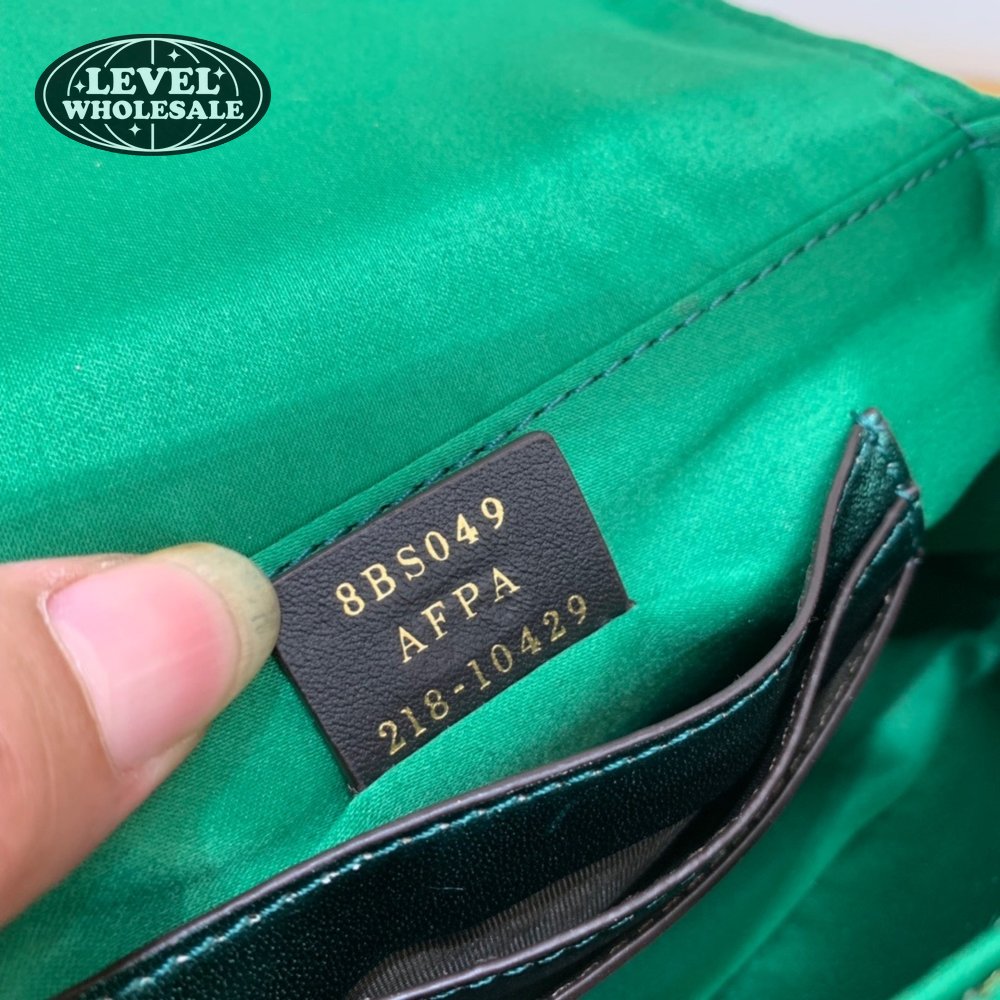 LEVEL
WHOLESALE
8BS049
AFPA
218-10429